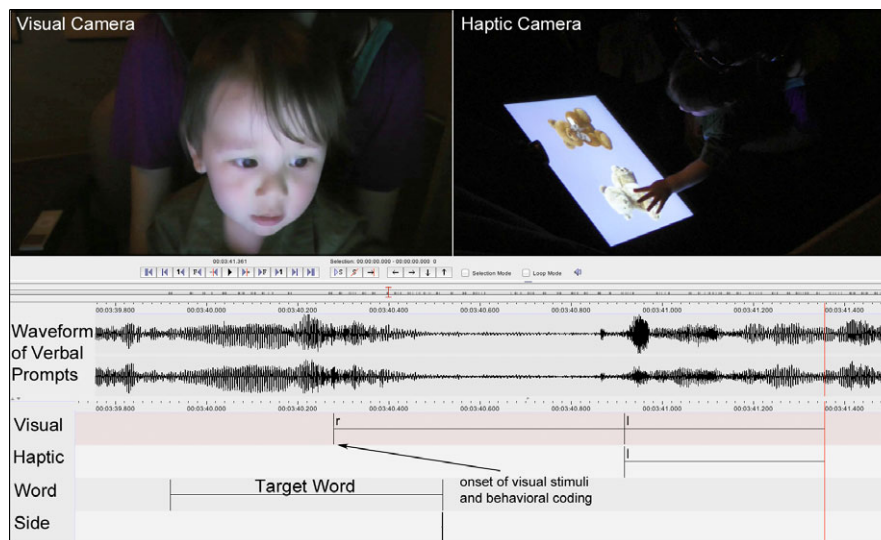 Visual Camera
Haptic Camera
00:03:41.361
Selection: 00:00:00.000 - 00:00:00.000 0
Selection Mode
Loop Mode
00:03:39.800 00:03:40.000 00:03:40.200 00:03:40.400 00:03:40.600 00:03:40.800 00:03:41.000 00:03:41.200 00:03:41.400
Waveform
of Verbal
Prompts
00:03:39.800 00:03:40.000 00:03:40.200 00:03:40.400 00:03:40.600 00:03:40.800 00:03:41.000 00:03:41.200 00:03:41.400
Visual
r
l
Haptic
l
onset of visual stimuli
and behavioral coding
Word
Target Word
Side